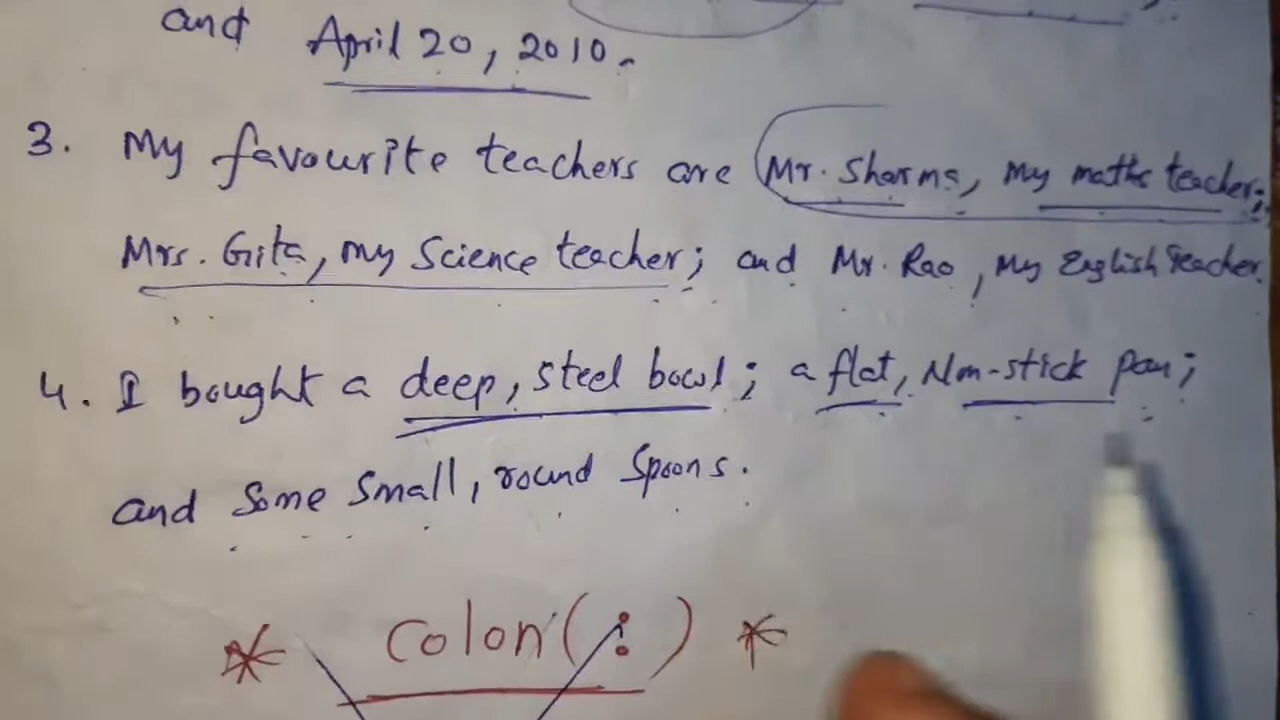 and April 20, 2010.
3. My favourite teachers are Mr. Sharma, My maths teacher;
Mrs. Gita, my Science teacher; and Mr. Rao, My English teacher.
4. I bought a deep, steel bowl; a flat, Non-stick pan;
and Some Small, round Spoons.
* Colon (:) *